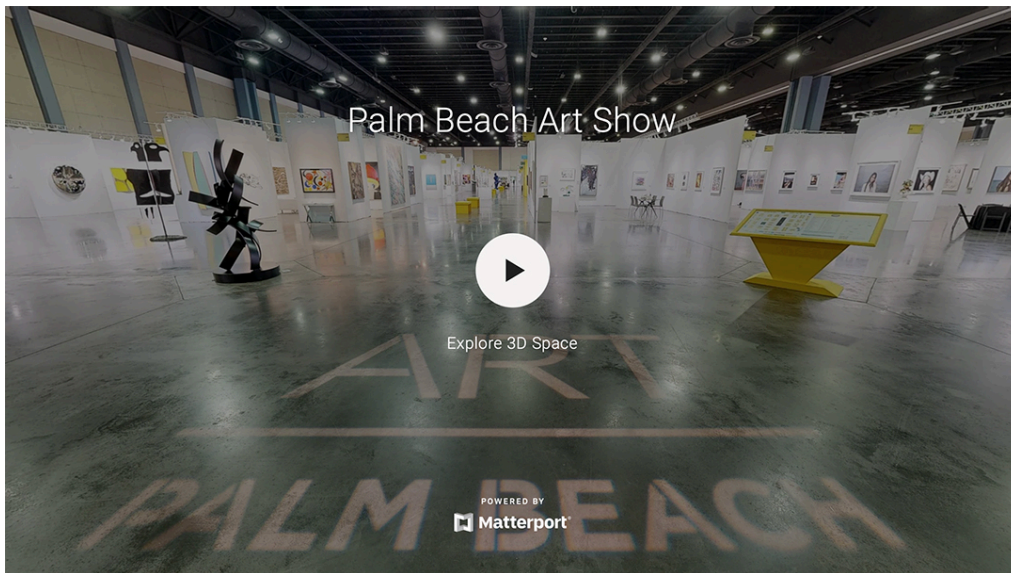 Palm Beach Art Show
Explore 3D Space
ART
POWERED BY
Matterport
PALM BEACH